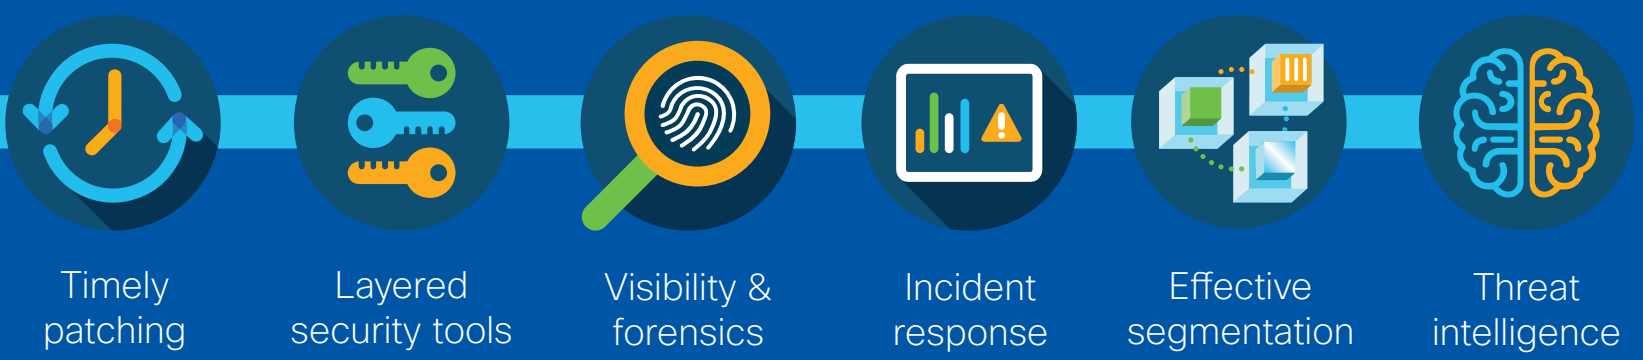 Timely
patching
Layered
security tools
Visibility &
forensics
Incident
response
Effective
segmentation
Threat
intelligence